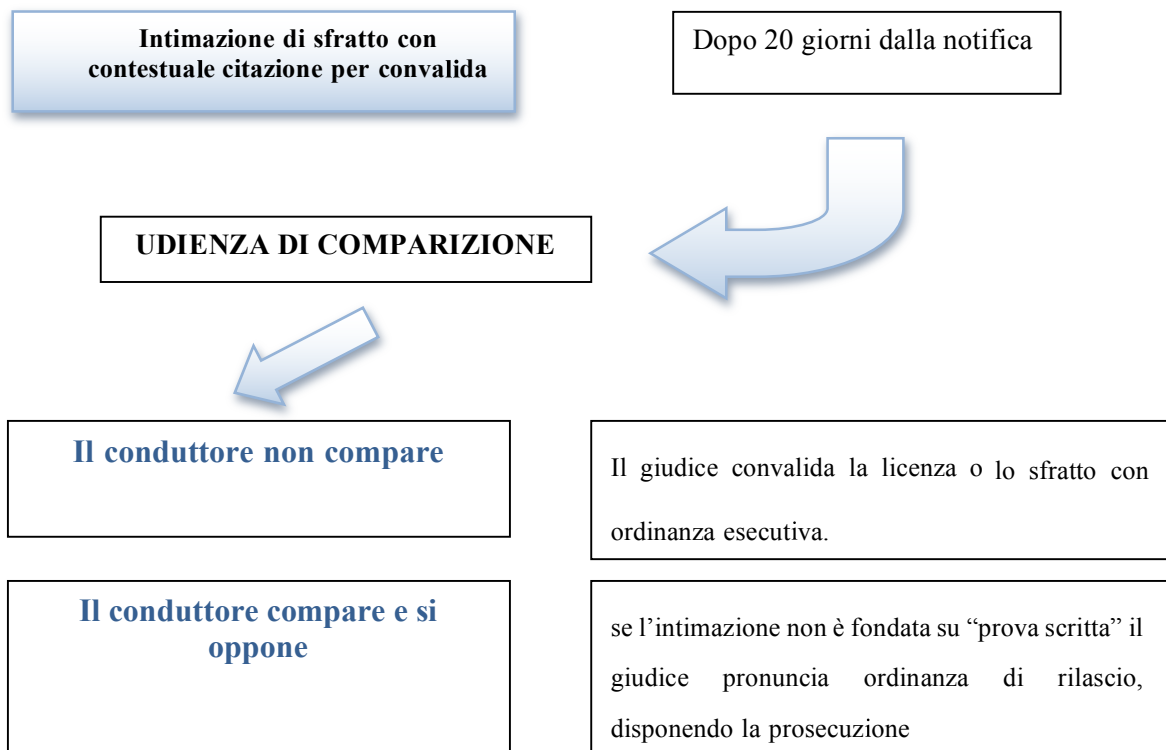 Intimazione di sfratto con
contestuale citazione per convalida
Dopo 20 giorni dalla notifica
UDIENZA DI COMPARIZIONE
Il conduttore non compare
Il giudice convalida la licenza o lo sfratto con
ordinanza esecutiva.
Il conduttore compare e si
oppone
se l’intimazione non è fondata su “prova scritta” il
giudice pronuncia ordinanza di rilascio,
disponendo la prosecuzione